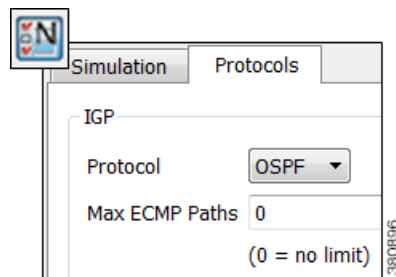 N
Simulation Protocols
IGP
Protocol OSPF
Max ECMP Paths 0
(0 = no limit)
380896